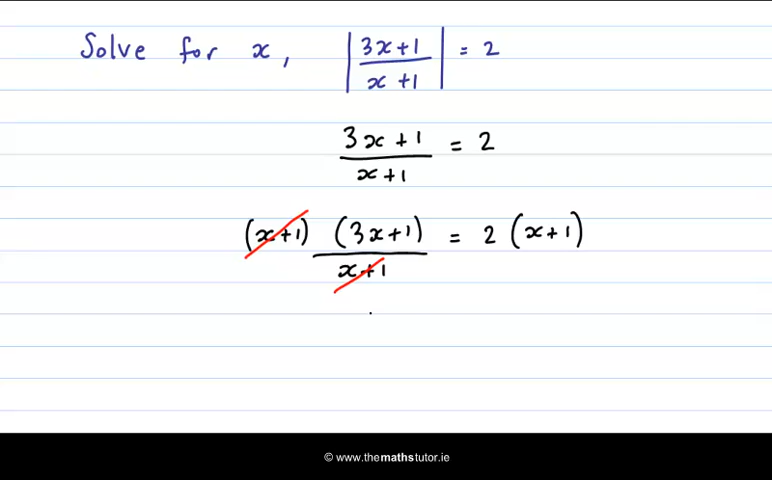 Solve for x, |(3x+1)/(x+1)| = 2
(3x+1)/(x+1) = 2
(x+1) (3x+1)/(x+1) = 2 (x+1)
© www.themathstutor.ie